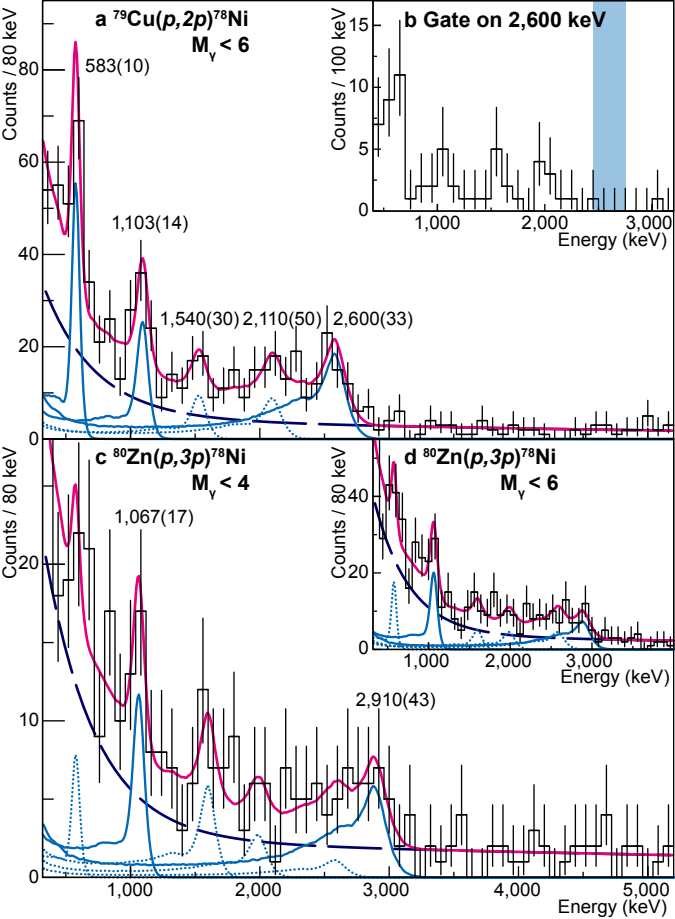 a ⁷⁹Cu(p,2p)⁷⁸Ni
Mγ < 6
583(10)
1,103(14)
1,540(30)
2,110(50)
2,600(33)
Counts / 80 keV
80
60
40
20
0
b Gate on 2,600 keV
Counts / 100 keV
15
10
5
0
1,000
2,000
3,000
Energy (keV)
c ⁸⁰Zn(p,3p)⁷⁸Ni
Mγ < 4
1,067(17)
2,910(43)
Counts / 80 keV
20
10
0
1,000
2,000
3,000
4,000
5,000
Energy (keV)
d ⁸⁰Zn(p,3p)⁷⁸Ni
Mγ < 6
Counts / 80 keV
40
20
0
1,000
2,000
3,000
Energy (keV)